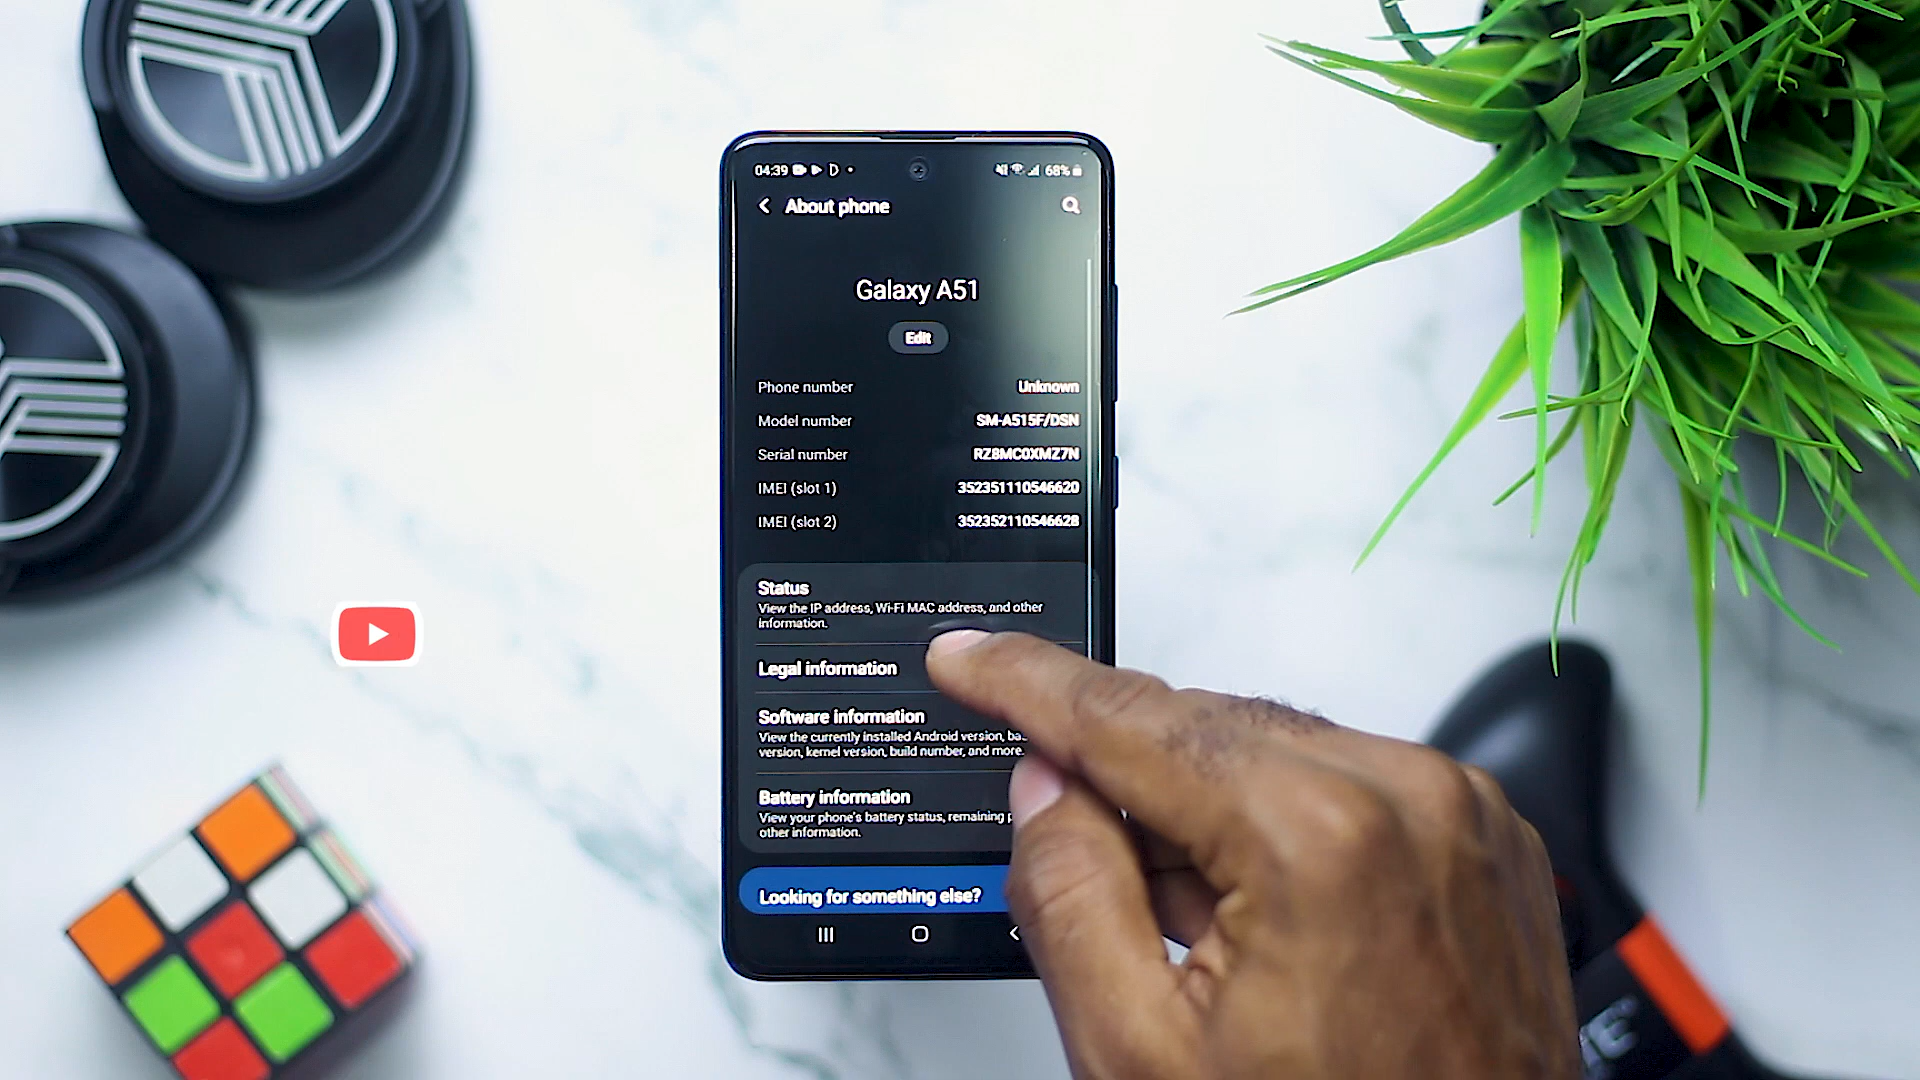 04:39
68%
About phone
Galaxy A51
Edit
Phone number Unknown
Model number SM-A515F/DSN
Serial number RZ8MC0XMZ7N
IMEI (slot 1) 352351110546620
IMEI (slot 2) 352352110546628
Status
View the IP address, Wi-Fi MAC address, and other
information.
Legal information
Software information
View the currently installed Android version,
version, kernel version, build number, and more.
Battery information
View your phone's battery status, remaining
other information.
Looking for something else?